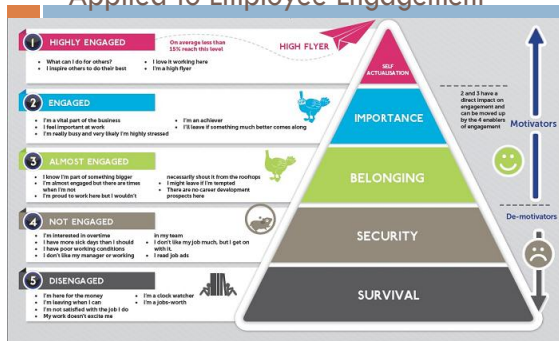 Applied to Employee Engagement
1 HIGHLY ENGAGED
On average less than
15% reach this level
HIGH FLYER
• What can I do for others?
• I inspire others to do their best
• I love it working here
• I'm a high flyer
SELF
ACTUALISATION
2 ENGAGED
• I'm a vital part of the business
• I feel important at work
• I'm really busy and very likely I'm highly stressed
• I'm an achiever
• I'll leave if something much better comes along
IMPORTANCE
2 and 3 have a
direct impact on
engagement and
can be moved up
by the 4 enablers
of engagement
Motivators
3 ALMOST ENGAGED
• I know I'm part of something bigger
• I'm almost engaged but there are times
when I'm not
• I'm proud to work here but I wouldn't
necessarily shout it from the rooftops
• I might leave if I'm tempted
• There are no career development
prospects here
BELONGING
4 NOT ENGAGED
• I'm interested in overtime
• I have more sick days than I should
• I have poor working conditions
• I don't like my manager or working
in my team
• I don't like my job much, but I get on
with it.
• I read job ads
SECURITY
De-motivators
5 DISENGAGED
• I'm here for the money
• I'm leaving when I can
• I'm not satisfied with the job I do
• My work doesn't excite me
• I'm a clock watcher
• I'm a jobs-worth
SURVIVAL